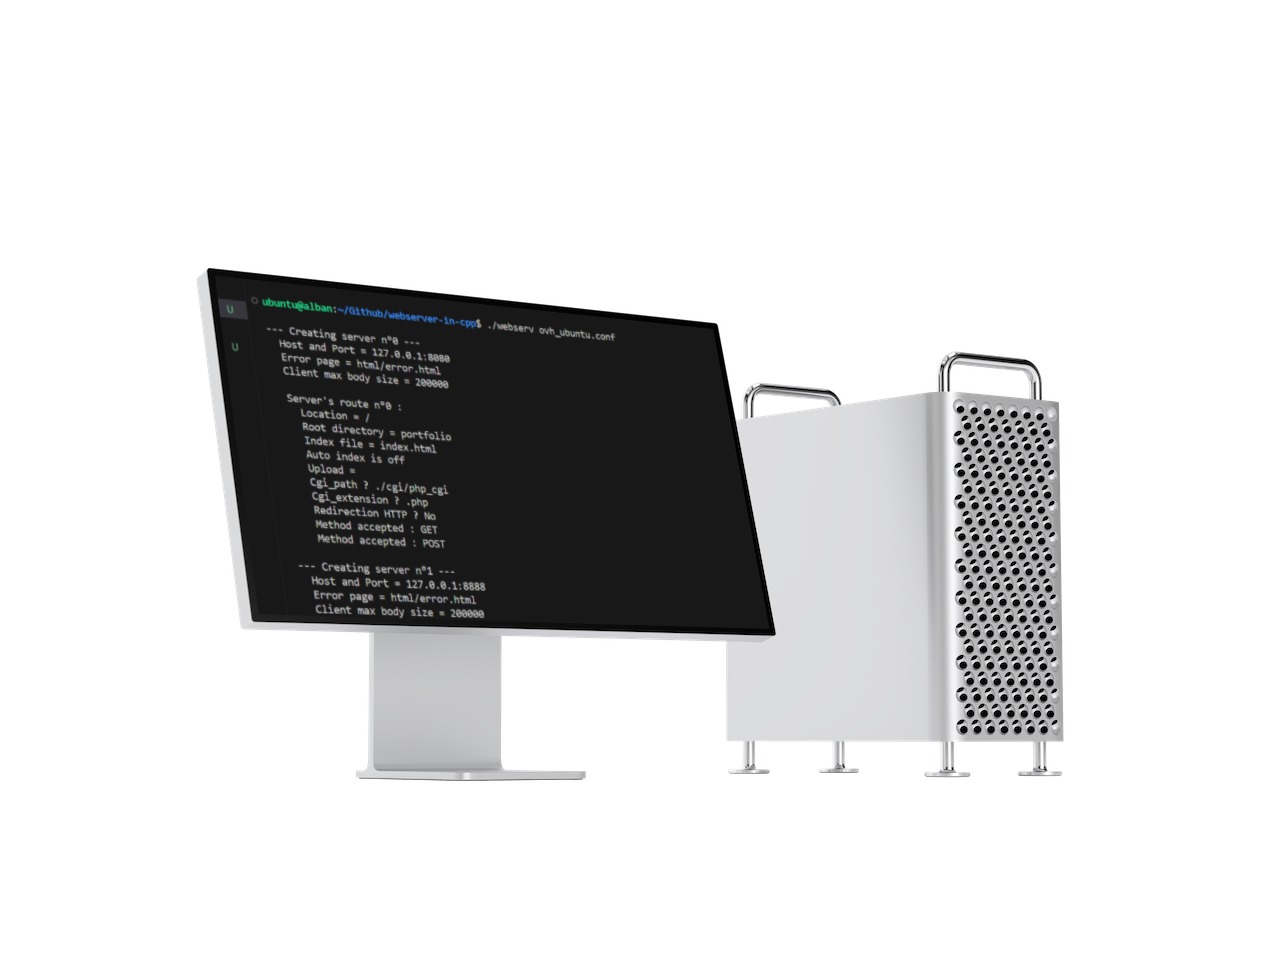 U
U
ubuntu@alban:~/Github/webserver-in-cpp$ ./webserv ovh_ubuntu.conf
--- Creating server n°0 ---
Host and Port = 127.0.0.1:8080
Error page = html/error.html
Client max body size = 200000
Server's route n°0 :
Location = /
Root directory = portfolio
Index file = index.html
Auto index is off
Upload =
Cgi_path ? ./cgi/php_cgi
Cgi_extension ? .php
Redirection HTTP ? No
Method accepted : GET
Method accepted : POST
--- Creating server n°1 ---
Host and Port = 127.0.0.1:8888
Error page = html/error.html
Client max body size = 200000